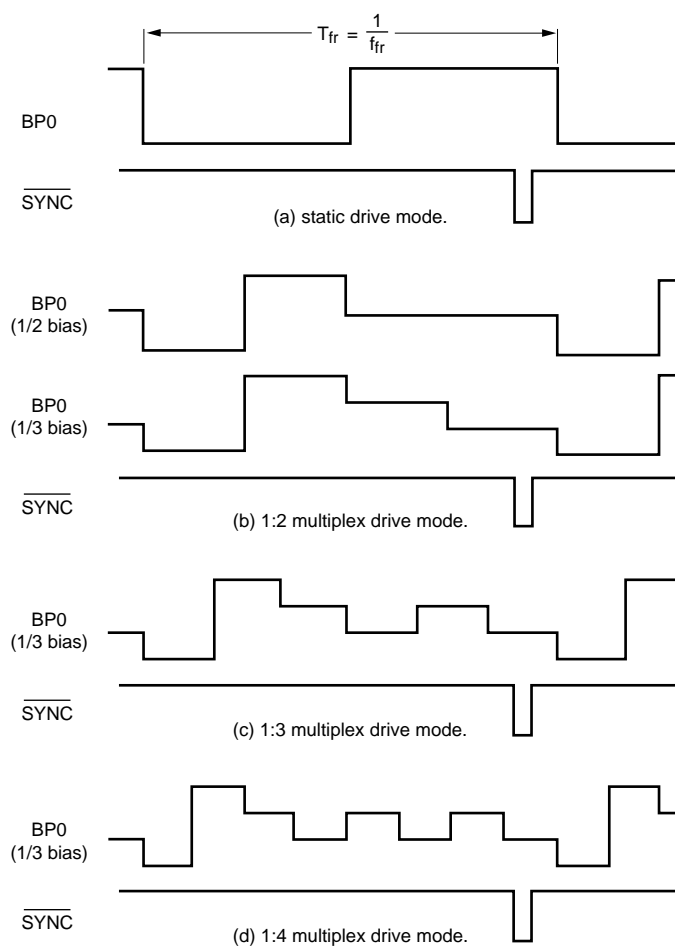 T_fr = 1/f_fr
BP0
SYNC
(a) static drive mode.
BP0
(1/2 bias)
BP0
(1/3 bias)
SYNC
(b) 1:2 multiplex drive mode.
BP0
(1/3 bias)
SYNC
(c) 1:3 multiplex drive mode.
BP0
(1/3 bias)
SYNC
(d) 1:4 multiplex drive mode.